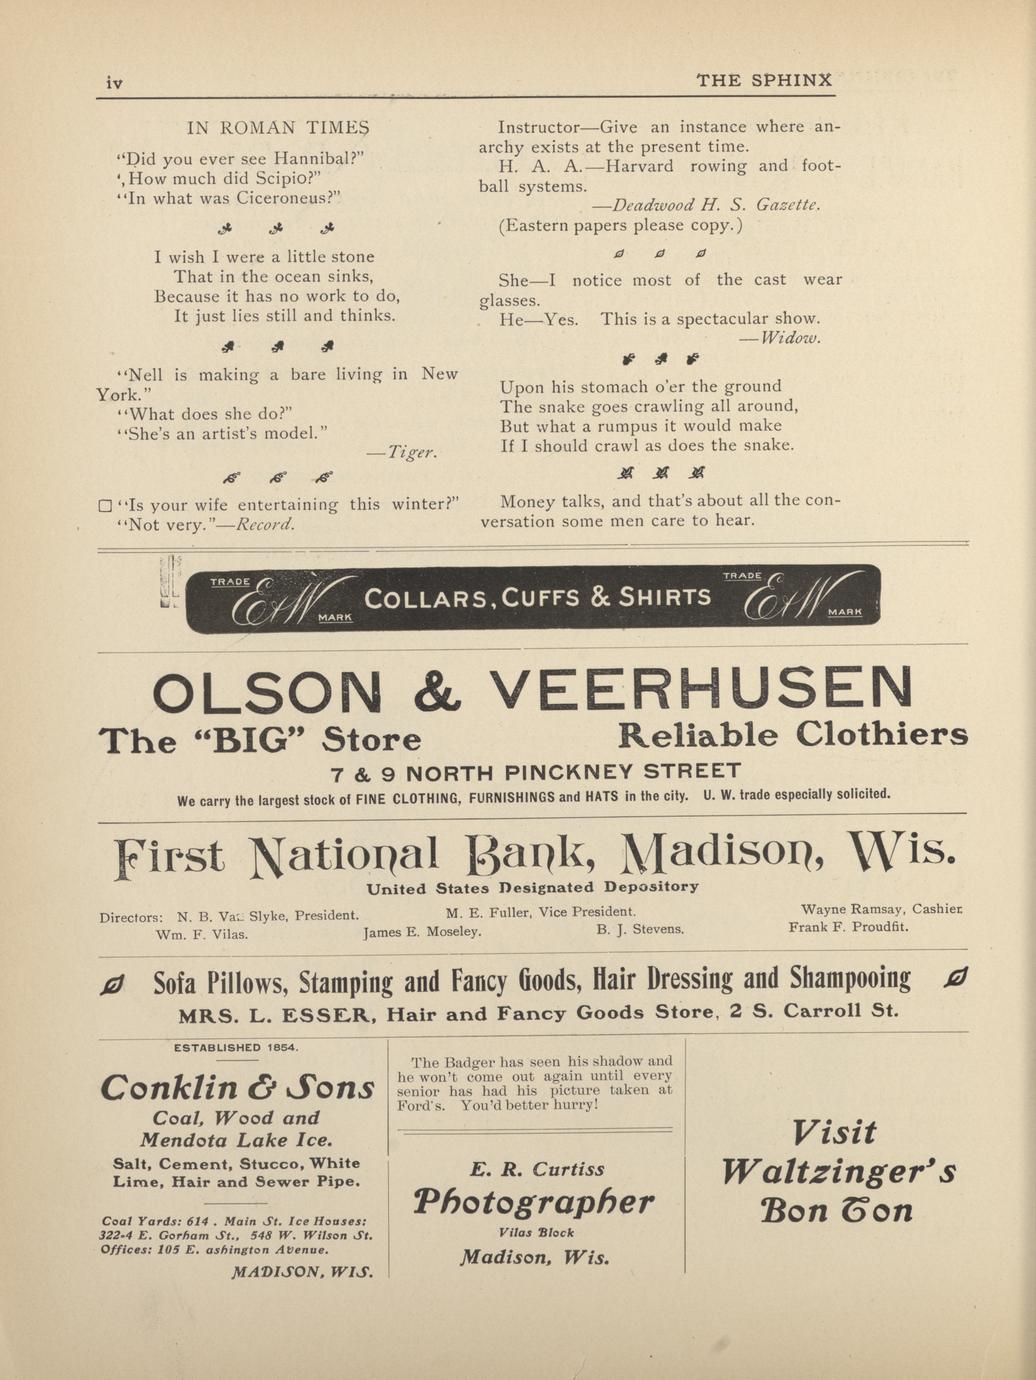 iv
THE SPHINX
IN ROMAN TIMES
“Did you ever see Hannibal?”
‘, How much did Scipio?”
“In what was Ciceroneus?”
I wish I were a little stone
That in the ocean sinks,
Because it has no work to do,
It just lies still and thinks.
“Nell is making a bare living in New
York.”
“What does she do?”
“She’s an artist’s model.”
—Tiger.
“Is your wife entertaining this winter?”
“Not very.”—Record.
Instructor—Give an instance where an-
archy exists at the present time.
H. A. A.—Harvard rowing and foot-
ball systems.
—Deadwood H. S. Gazette.
(Eastern papers please copy.)
She—I notice most of the cast wear
glasses.
He—Yes. This is a spectacular show.
—Widow.
Upon his stomach o’er the ground
The snake goes crawling all around,
But what a rumpus it would make
If I should crawl as does the snake.
Money talks, and that’s about all the con-
versation some men care to hear.
TRADE E & W MARK COLLARS, CUFFS & SHIRTS TRADE E & W MARK
OLSON & VEERHUSEN
The “BIG” Store Reliable Clothiers
7 & 9 NORTH PINCKNEY STREET
We carry the largest stock of FINE CLOTHING, FURNISHINGS and HATS in the city. U. W. trade especially solicited.
First National Bank, Madison, Wis.
United States Designated Depository
Directors: N. B. Van Slyke, President. M. E. Fuller, Vice President. Wayne Ramsay, Cashier
Wm. F. Vilas. James E. Moseley. B. J. Stevens. Frank F. Proudfit.
Sofa Pillows, Stamping and Fancy Goods, Hair Dressing and Shampooing
MRS. L. ESSER, Hair and Fancy Goods Store, 2 S. Carroll St.
ESTABLISHED 1854.
Conklin & Sons
Coal, Wood and
Mendota Lake Ice.
Salt, Cement, Stucco, White
Lime, Hair and Sewer Pipe.
Coal Yards: 614 . Main St. Ice Houses:
322-4 E. Gorham St., 548 W. Wilson St.
Offices: 105 E. ashington Avenue.
MADISON, WIS.
The Badger has seen his shadow and
he won’t come out again until every
senior has had his picture taken at
Ford’s. You’d better hurry!
E. R. Curtiss
Photographer
Vilas Block
Madison, Wis.
Visit
Waltzinger’s
Bon Ton